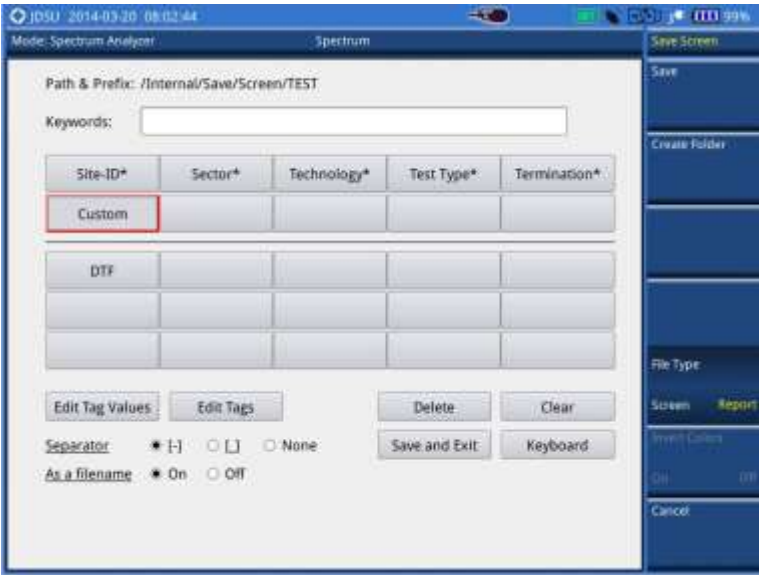 JDSU 2014-03-20 08:02:44
99%
Mode: Spectrum Analyzer
Spectrum
Save Screen
Path & Prefix: /Internal/Save/Screen/TEST
Save
Keywords:
Create Folder
Site-ID* Sector* Technology* Test Type* Termination*
Custom
DTF
File Type
Screen Report
Edit Tag Values Edit Tags Delete Clear
Separator [-] [_] None Save and Exit Keyboard
Invert Colors
On Off
As a filename On Off
Cancel